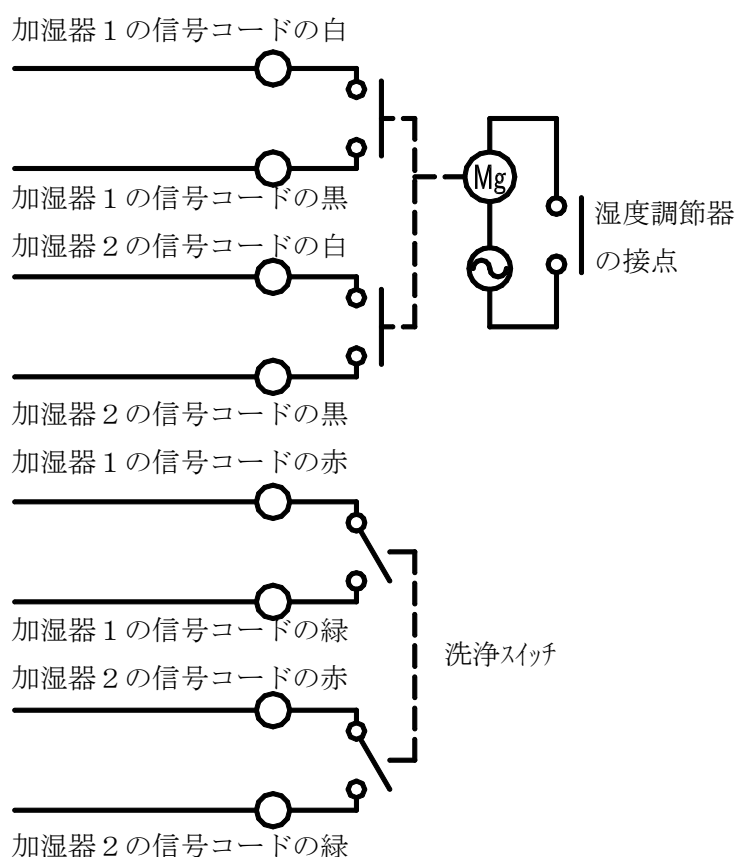 加湿器１の信号コードの白
Mg
加湿器１の信号コードの黒
湿度調節器
の接点
加湿器２の信号コードの白
加湿器２の信号コードの黒
加湿器１の信号コードの赤
加湿器１の信号コードの緑
洗浄ｽｲｯﾁ
加湿器２の信号コードの赤
加湿器２の信号コードの緑